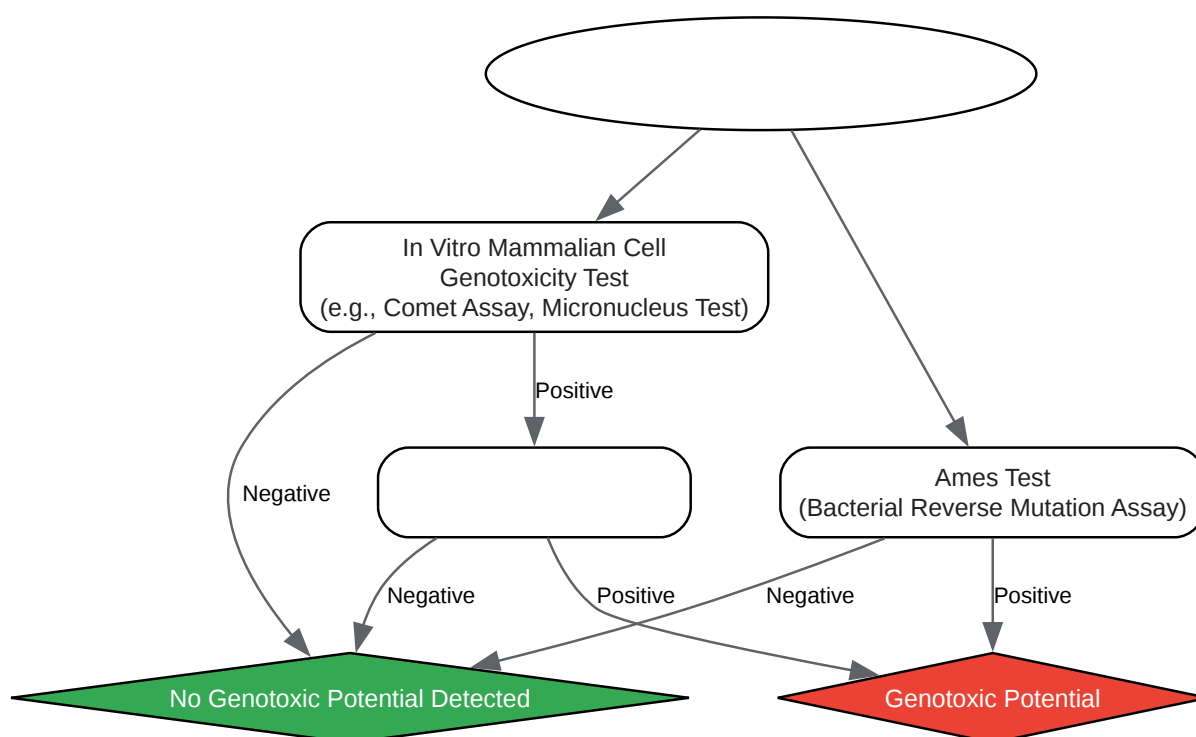 In Vitro Mammalian Cell
Genotoxicity Test
(e.g., Comet Assay, Micronucleus Test)
Positive
Negative
Ames Test
(Bacterial Reverse Mutation Assay)
Negative
Positive
Negative
Positive
No Genotoxic Potential Detected
Genotoxic Potential